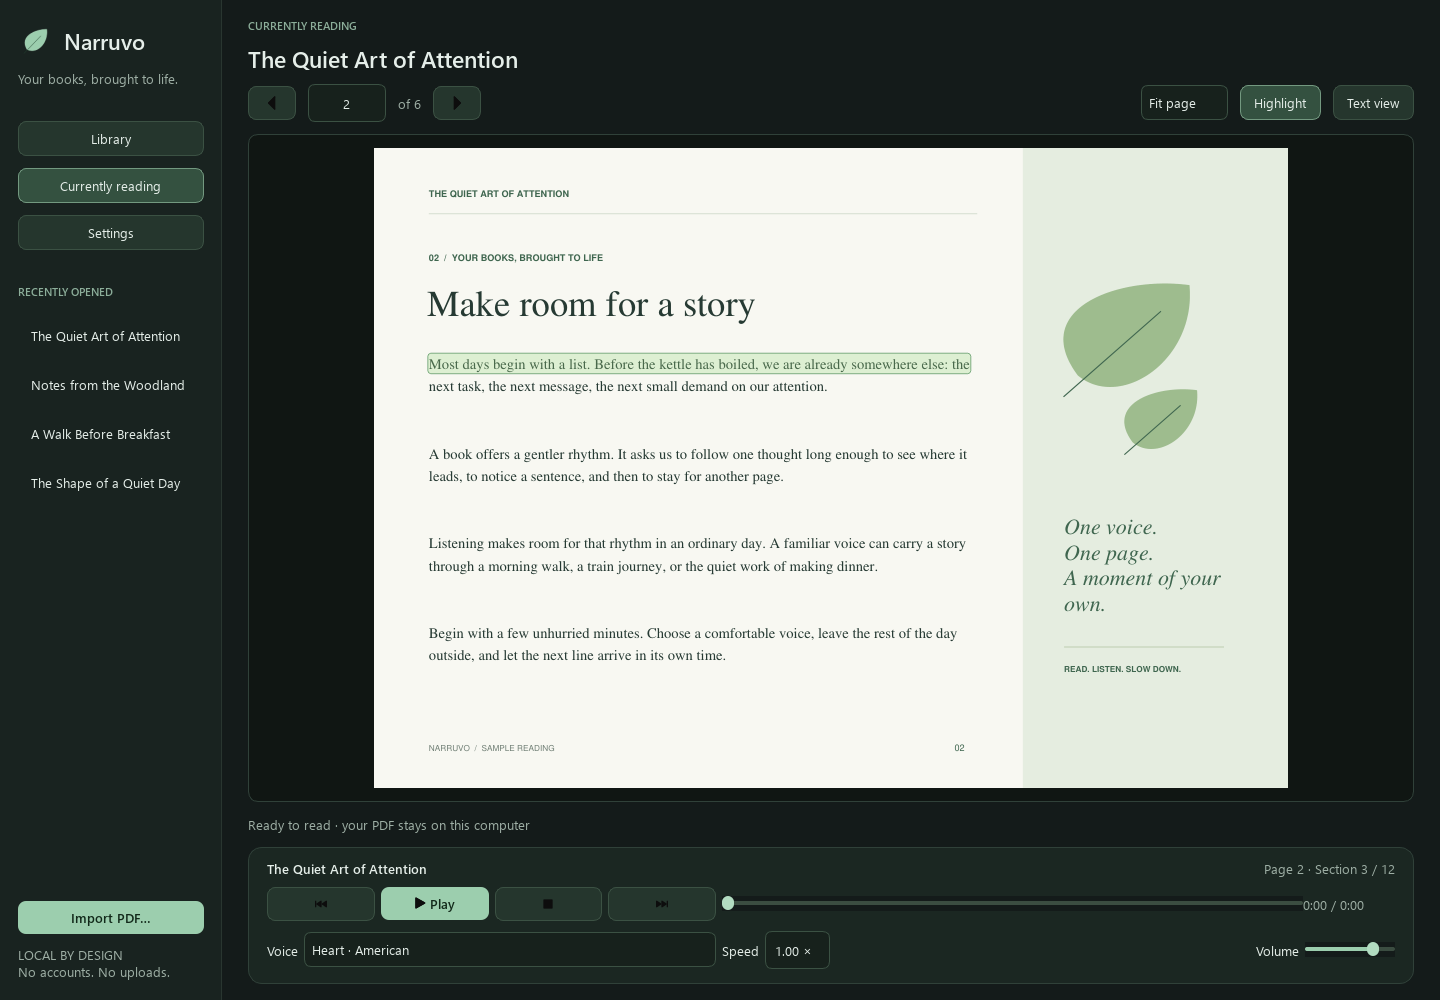 Narruvo
Your books, brought to life.
Library
Currently reading
Settings
RECENTLY OPENED
The Quiet Art of Attention
Notes from the Woodland
A Walk Before Breakfast
The Shape of a Quiet Day
Import PDF...
LOCAL BY DESIGN
No accounts. No uploads.
CURRENTLY READING
The Quiet Art of Attention
2 of 6
Fit page Highlight Text view
THE QUIET ART OF ATTENTION
02 / YOUR BOOKS, BROUGHT TO LIFE
Make room for a story
Most days begin with a list. Before the kettle has boiled, we are already somewhere else: the
next task, the next message, the next small demand on our attention.
A book offers a gentler rhythm. It asks us to follow one thought long enough to see where it
leads, to notice a sentence, and then to stay for another page.
Listening makes room for that rhythm in an ordinary day. A familiar voice can carry a story
through a morning walk, a train journey, or the quiet work of making dinner.
Begin with a few unhurried minutes. Choose a comfortable voice, leave the rest of the day
outside, and let the next line arrive in its own time.
NARRUVO / SAMPLE READING 02
One voice.
One page.
A moment of your
own.
READ. LISTEN. SLOW DOWN.
Ready to read · your PDF stays on this computer
The Quiet Art of Attention Page 2 · Section 3 / 12
Play 0:00 / 0:00
Voice Heart · American Speed 1.00 × Volume